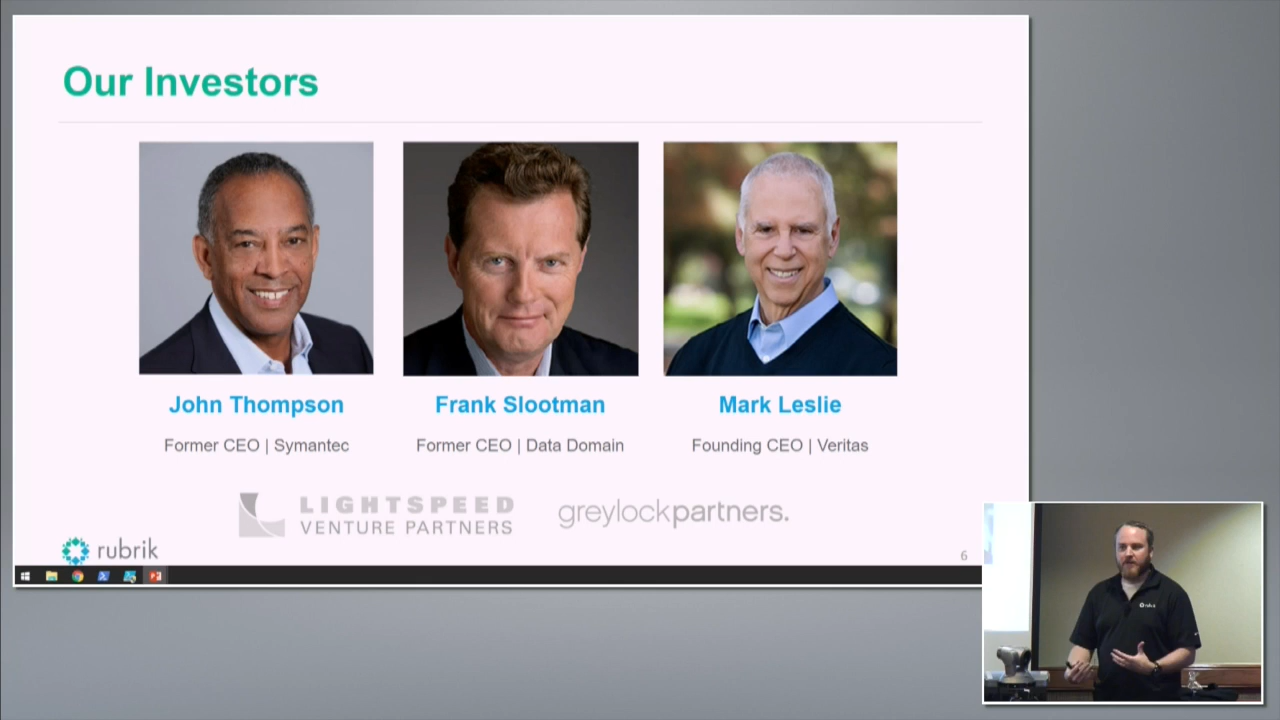 Our Investors
John Thompson
Frank Slootman
Mark Leslie
Former CEO | Symantec
Former CEO | Data Domain
Founding CEO | Veritas
LIGHTSPEED
VENTURE PARTNERS
greylockpartners.
rubrik
6